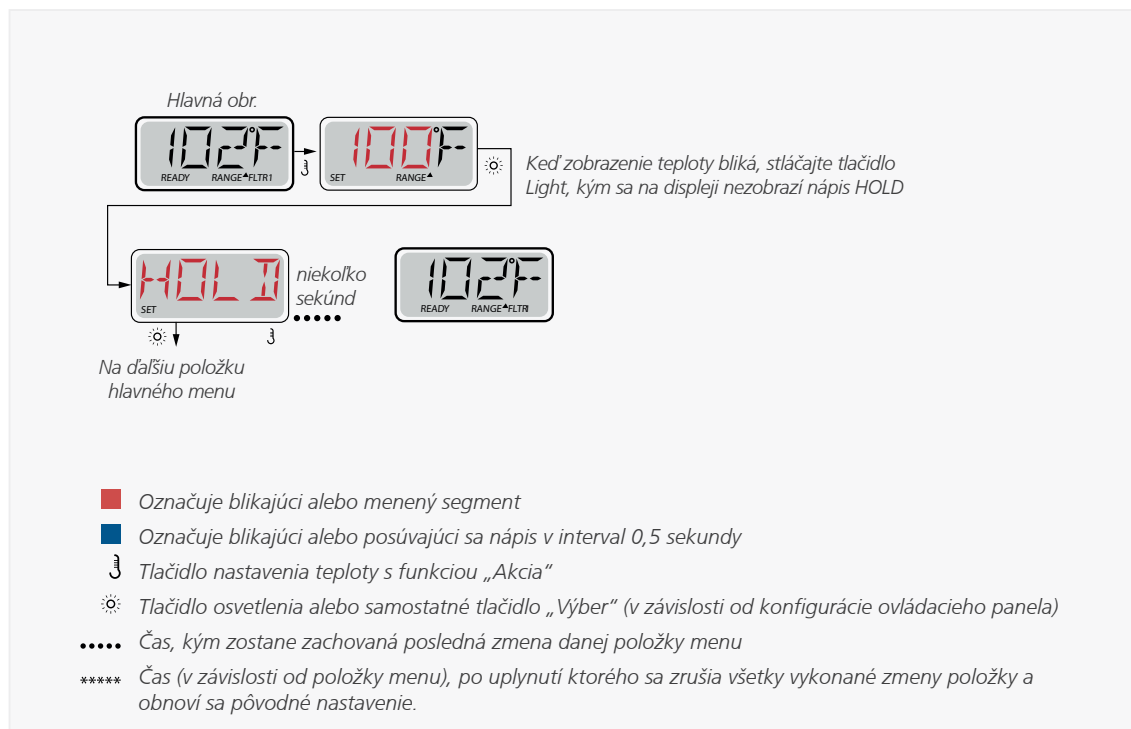 Hlavná obr.
102°F
READY RANGE FLTR1
100°F
SET RANGE
Keď zobrazenie teploty bliká, stláčajte tlačidlo
Light, kým sa na displeji nezobrazí nápis HOLD
HOLD
SET
niekoľko
sekúnd
102°F
READY RANGE FLTR1
Na ďaľšiu položku
hlavného menu
Označuje blikajúci alebo menený segment
Označuje blikajúci alebo posúvajúci sa nápis v interval 0,5 sekundy
Tlačidlo nastavenia teploty s funkciou „Akcia“
Tlačidlo osvetlenia alebo samostatné tlačidlo „Výber“ (v závislosti od konfigurácie ovládacieho panela)
Čas, kým zostane zachovaná posledná zmena danej položky menu
***** Čas (v závislosti od položky menu), po uplynutí ktorého sa zrušia všetky vykonané zmeny položky a
obnoví sa pôvodné nastavenie.